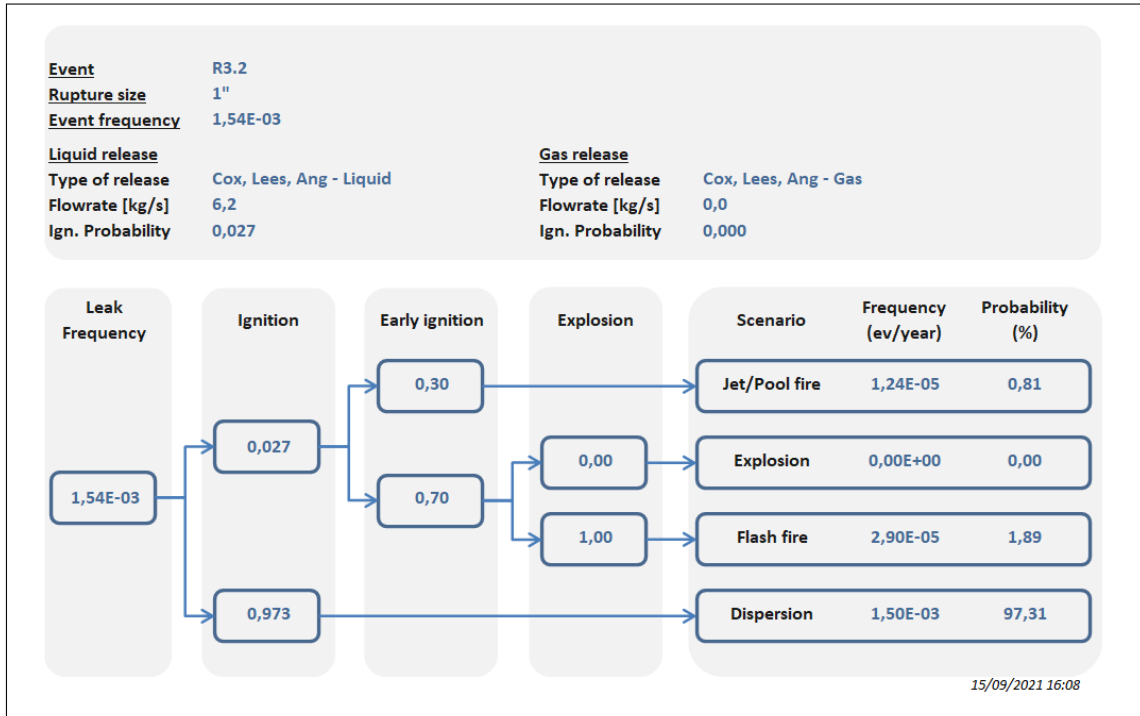 Event R3.2
Rupture size 1"
Event frequency 1,54E-03
Liquid release Gas release
Type of release Cox, Lees, Ang - Liquid Type of release Cox, Lees, Ang - Gas
Flowrate [kg/s] 6,2 Flowrate [kg/s] 0,0
Ign. Probability 0,027 Ign. Probability 0,000
Leak Frequency
Ignition
Early ignition
Explosion
Scenario
Frequency (ev/year)
Probability (%)
0,30 Jet/Pool fire 1,24E-05 0,81
0,027
0,00 Explosion 0,00E+00 0,00
1,54E-03 0,70
1,00 Flash fire 2,90E-05 1,89
0,973 Dispersion 1,50E-03 97,31
15/09/2021 16:08